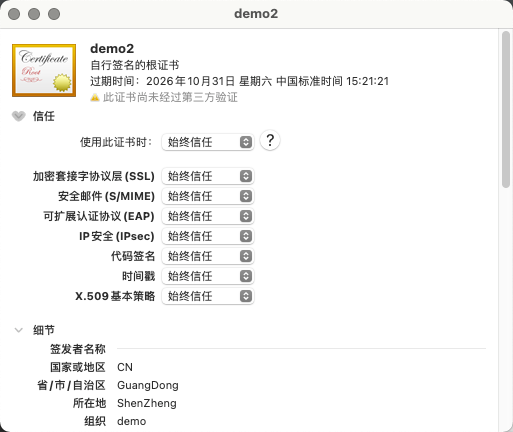 demo2
Certificate
Root
demo2
自行签名的根证书
过期时间：2026年10月31日 星期六 中国标准时间 15:21:21
此证书尚未经过第三方验证
信任
使用此证书时： 始终信任 ?
加密套接字协议层 (SSL) 始终信任
安全邮件 (S/MIME) 始终信任
可扩展认证协议 (EAP) 始终信任
IP 安全 (IPsec) 始终信任
代码签名 始终信任
时间戳 始终信任
X.509 基本策略 始终信任
细节
签发者名称
国家或地区 CN
省/市/自治区 GuangDong
所在地 ShenZheng
组织 demo